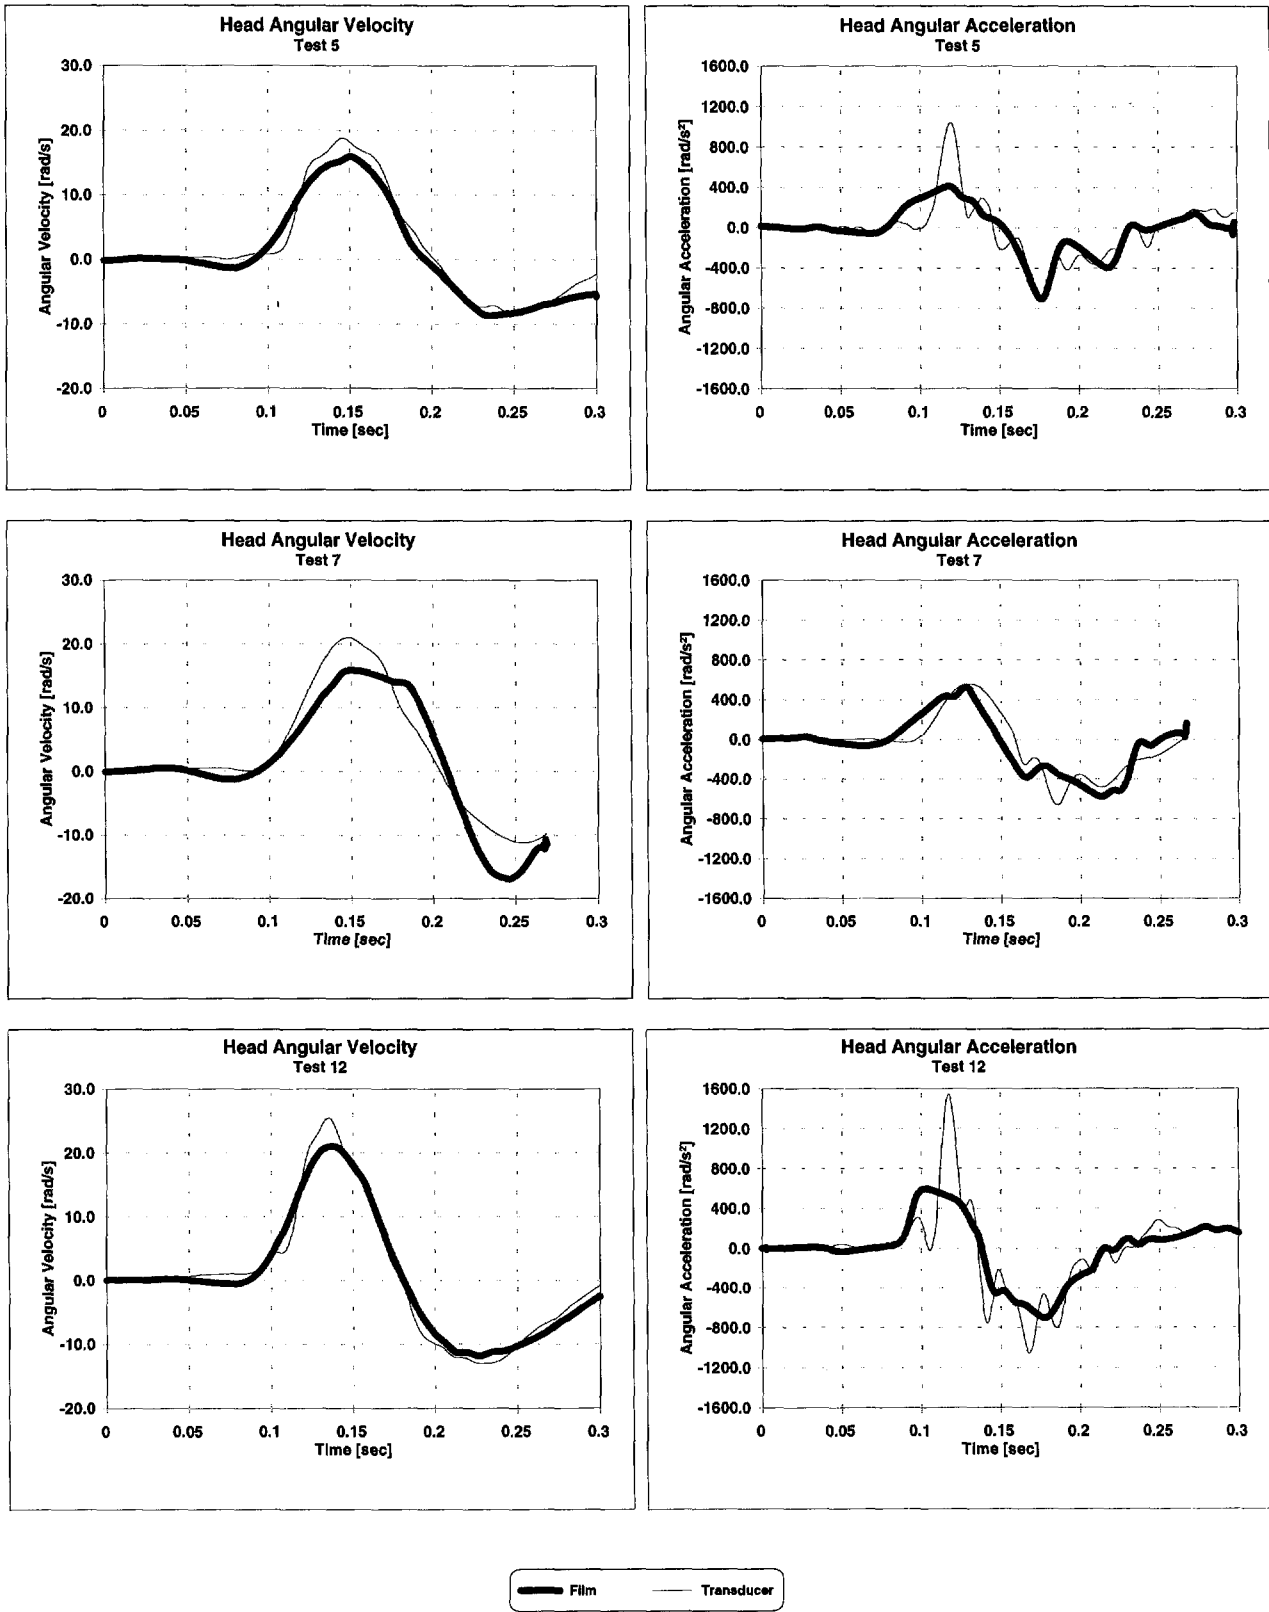 Head Angular Velocity
Test 5
Angular Velocity [rad/s]
30.0
20.0
10.0
0.0
-10.0
-20.0
0 0.05 0.1 0.15 0.2 0.25 0.3
Time [sec]
Head Angular Acceleration
Test 5
Angular Acceleration [rad/s²]
1600.0
1200.0
800.0
400.0
0.0
-400.0
-800.0
-1200.0
-1600.0
0 0.05 0.1 0.15 0.2 0.25 0.3
Time [sec]
Head Angular Velocity
Test 7
Angular Velocity [rad/s]
30.0
20.0
10.0
0.0
-10.0
-20.0
0 0.05 0.1 0.15 0.2 0.25 0.3
Time [sec]
Head Angular Acceleration
Test 7
Angular Acceleration [rad/s²]
1600.0
1200.0
800.0
400.0
0.0
-400.0
-800.0
-1200.0
-1600.0
0 0.05 0.1 0.15 0.2 0.25 0.3
Time [sec]
Head Angular Velocity
Test 12
Angular Velocity [rad/s]
30.0
20.0
10.0
0.0
-10.0
-20.0
0 0.05 0.1 0.15 0.2 0.25 0.3
Time [sec]
Head Angular Acceleration
Test 12
Angular Acceleration [rad/s²]
1600.0
1200.0
800.0
400.0
0.0
-400.0
-800.0
-1200.0
-1600.0
0 0.05 0.1 0.15 0.2 0.25 0.3
Time [sec]
Film Transducer